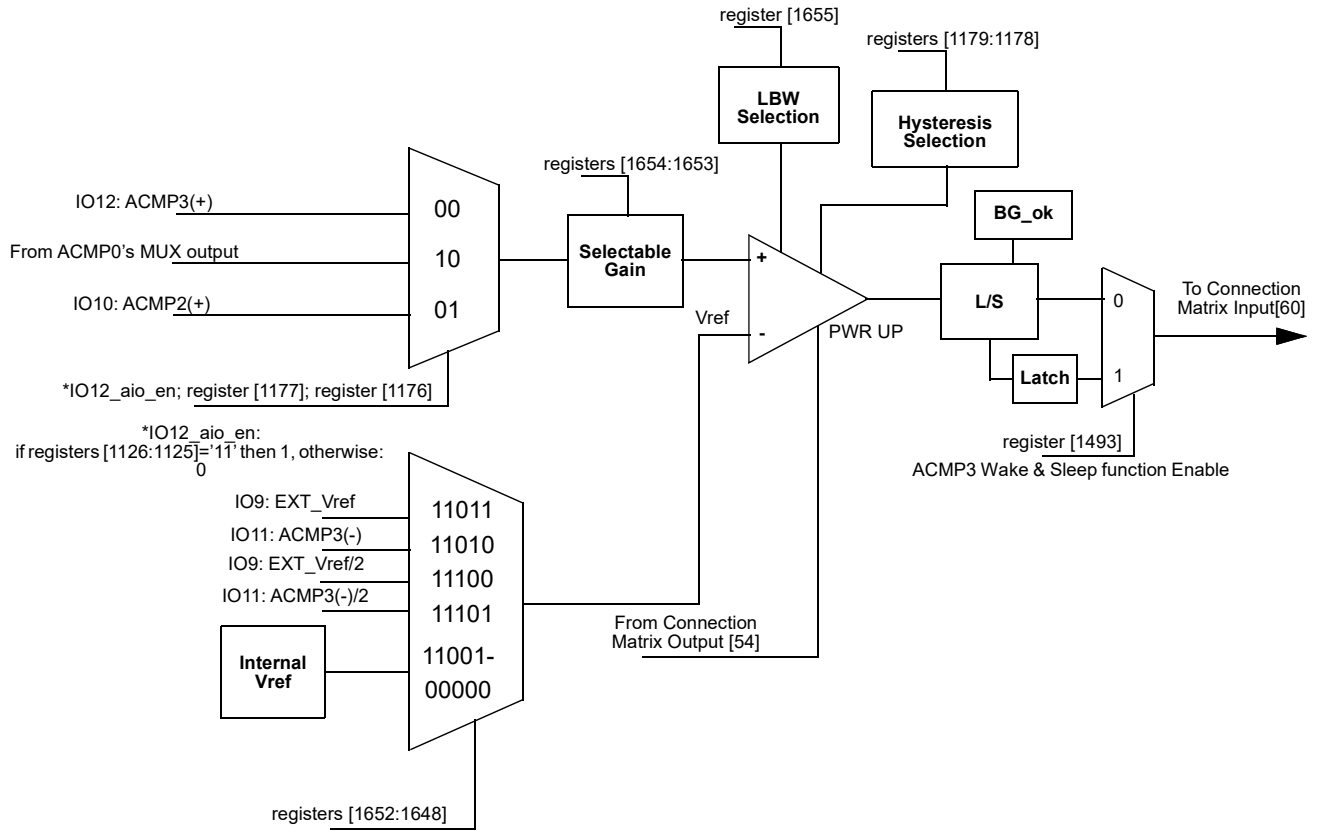 register [1655]
registers [1179:1178]
LBW
Selection
Hysteresis
Selection
registers [1654:1653]
IO12: ACMP3(+)
00
BG_ok
From ACMP0's MUX output
10
Selectable
Gain
+
IO10: ACMP2(+)
01
L/S
0
To Connection
Matrix Input[60]
Vref
-
PWR UP
Latch
1
*IO12_aio_en; register [1177]; register [1176]
*IO12_aio_en:
if registers [1126:1125]='11' then 1, otherwise:
0
register [1493]
ACMP3 Wake & Sleep function Enable
IO9: EXT_Vref
11011
IO11: ACMP3(-)
11010
IO9: EXT_Vref/2
11100
IO11: ACMP3(-)/2
11101
From Connection
Matrix Output [54]
Internal
Vref
11001-
00000
registers [1652:1648]